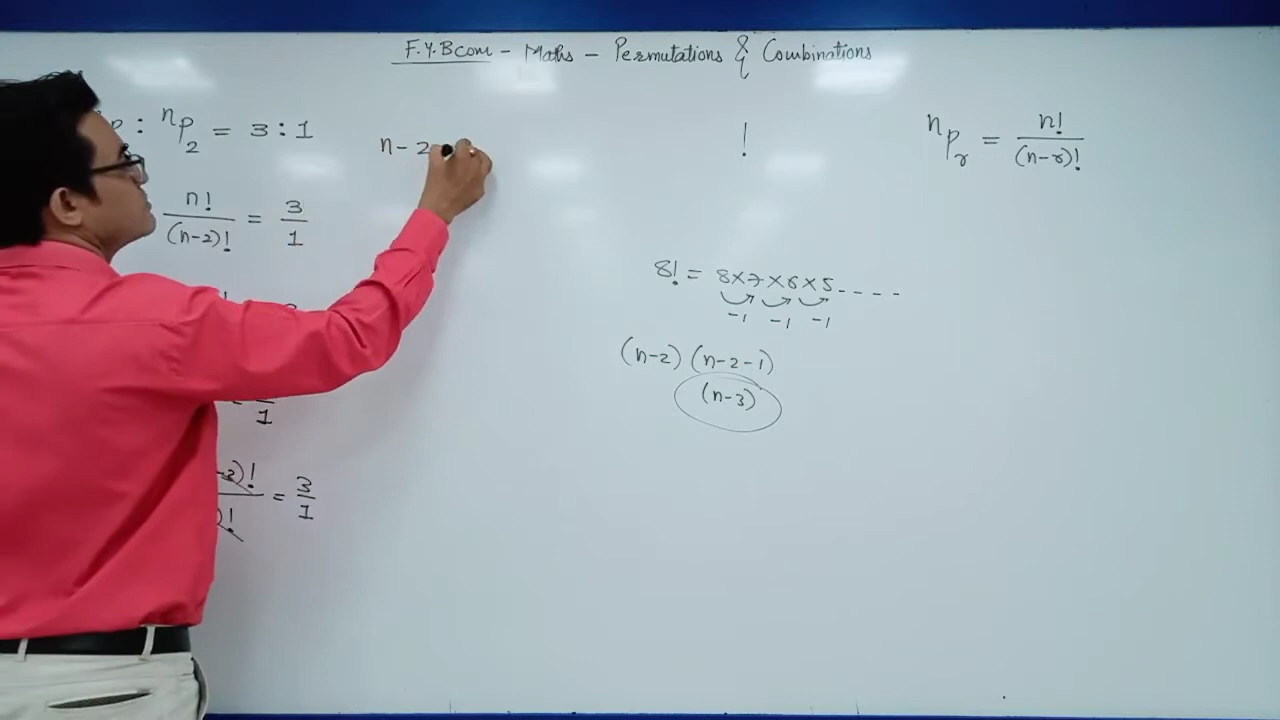 F.Y.BCom - Maths - Permutations & Combinations
P : nP2 = 3 : 1
n! / (n-2)! = 3/1
1
-2)! / )! = 3/1
n - 2
!
nPr = n! / (n-r)!
8! = 8×7×6×5----
-1 -1 -1
(n-2) (n-2-1)
(n-3)